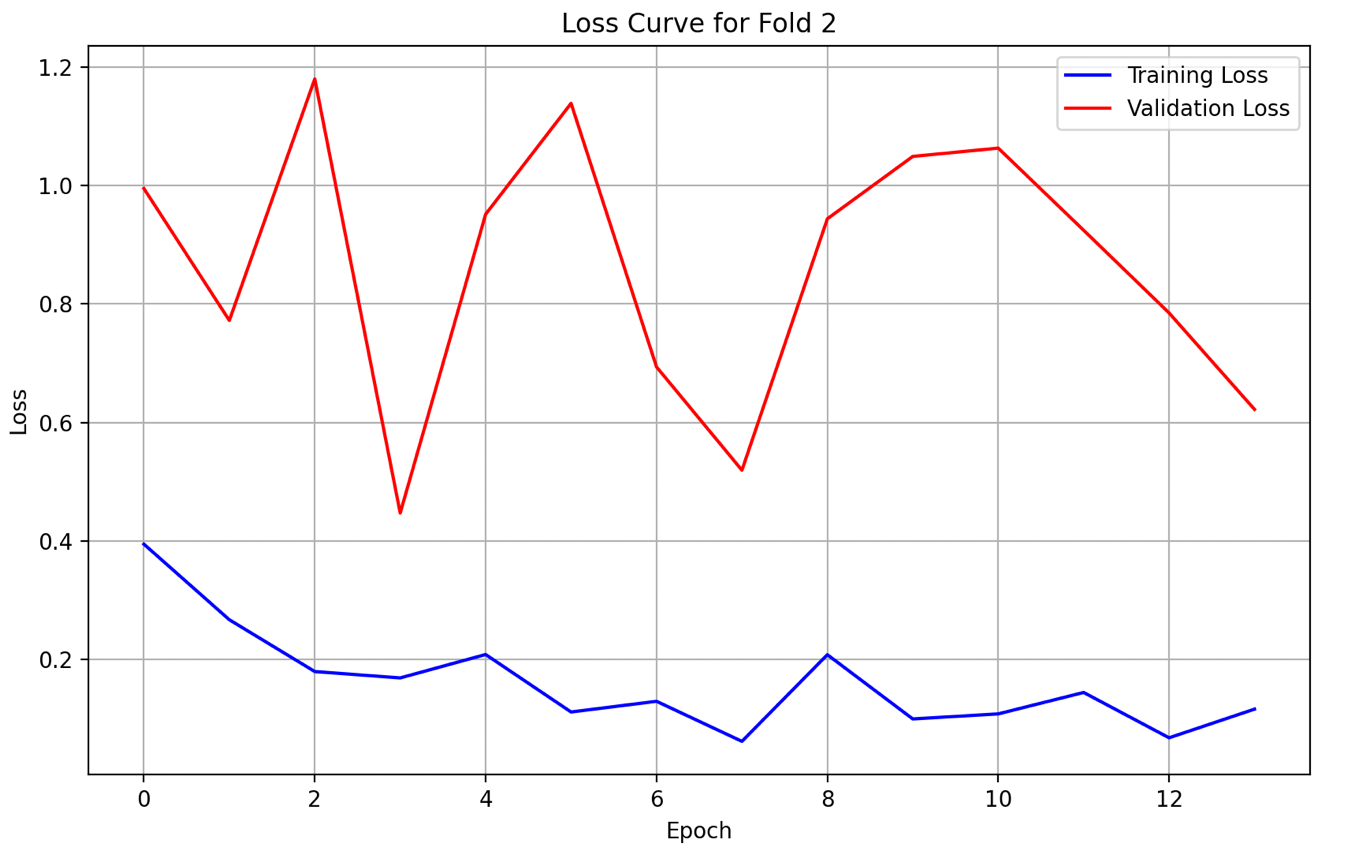 Loss Curve for Fold 2
1.2
1.0
0.8
0.6
0.4
0.2
Loss
Training Loss
Validation Loss
0 2 4 6 8 10 12
Epoch